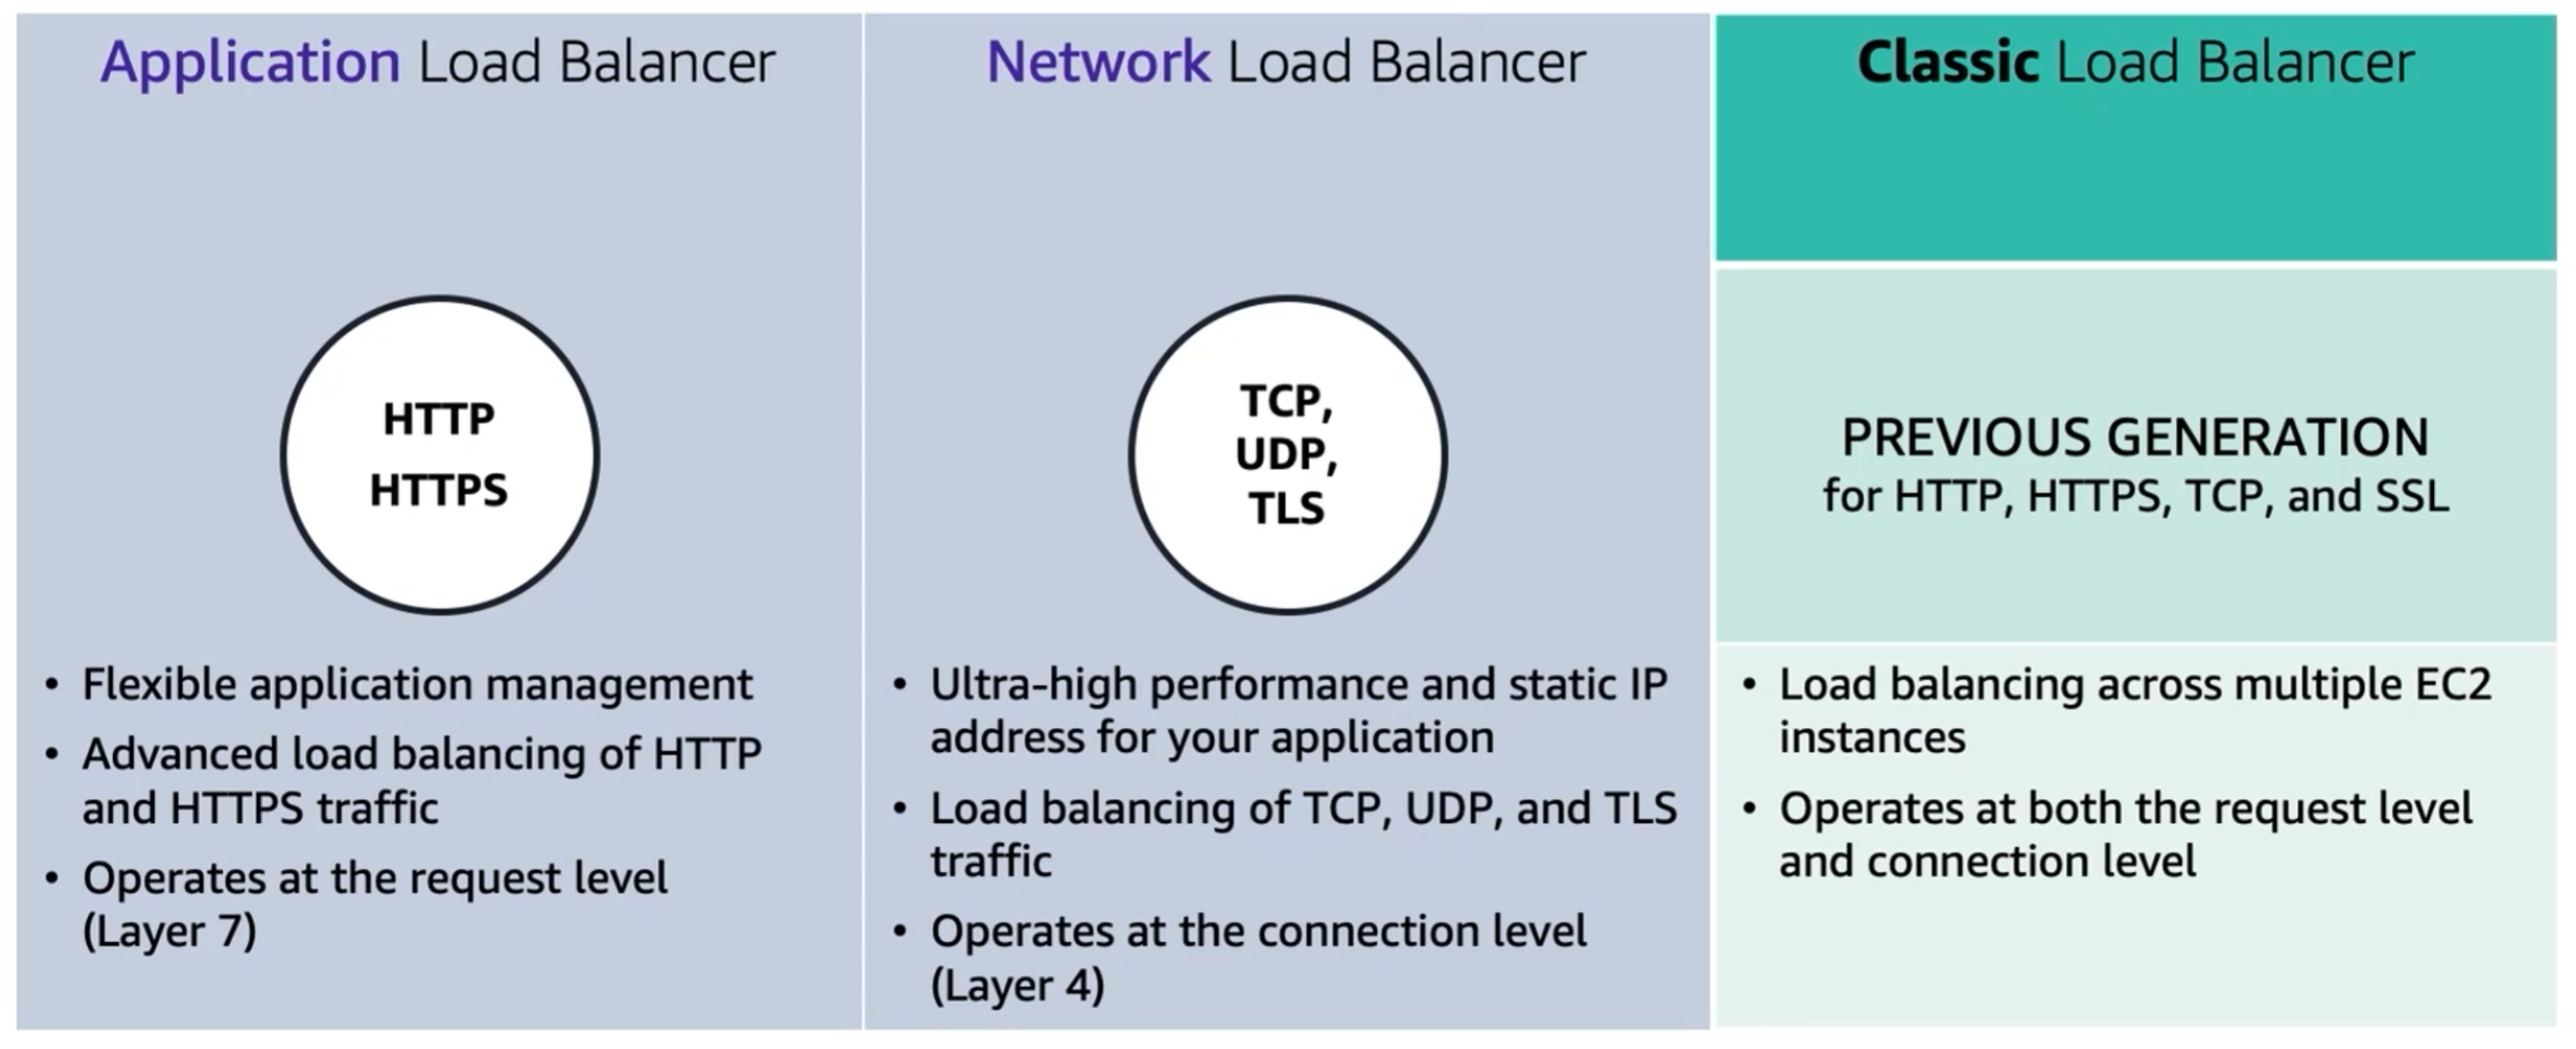 Application Load Balancer
HTTP
HTTPS
• Flexible application management
• Advanced load balancing of HTTP
and HTTPS traffic
• Operates at the request level
(Layer 7)
Network Load Balancer
TCP,
UDP,
TLS
• Ultra-high performance and static IP
address for your application
• Load balancing of TCP, UDP, and TLS
traffic
• Operates at the connection level
(Layer 4)
Classic Load Balancer
PREVIOUS GENERATION
for HTTP, HTTPS, TCP, and SSL
• Load balancing across multiple EC2
instances
• Operates at both the request level
and connection level